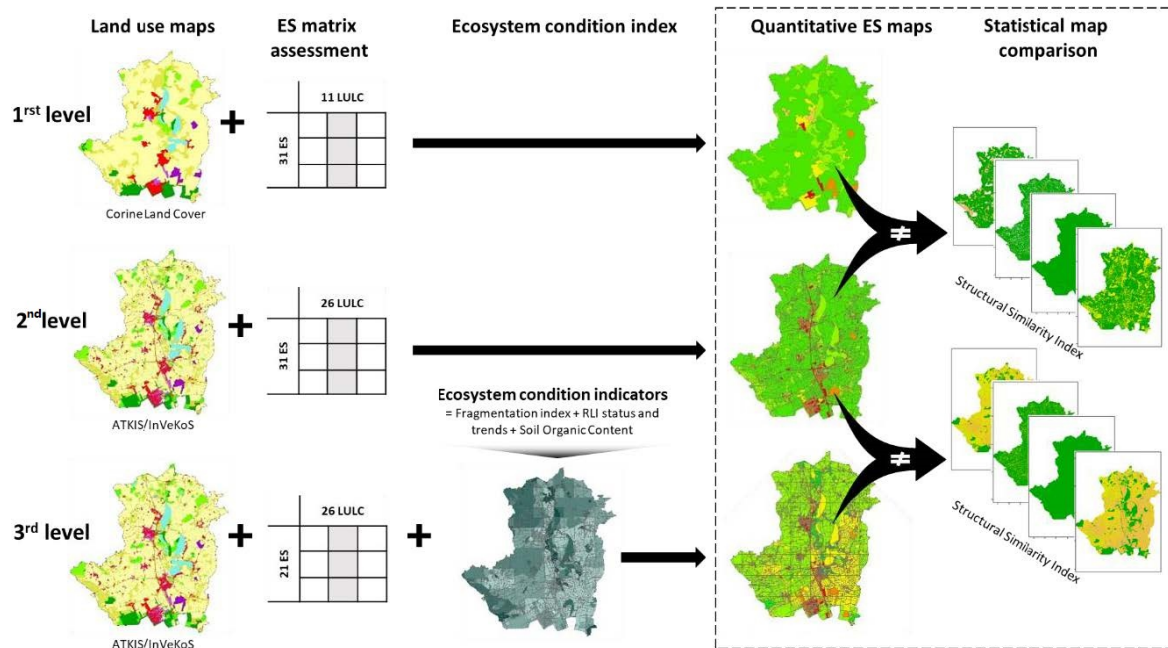 Land use maps
ES matrix
assessment
Ecosystem condition index
Quantitative ES maps
Statistical map
comparison
1rst level
11 LULC
31 ES
Corine Land Cover
≠
Structural Similarity Index
2nd level
26 LULC
31 ES
ATKIS/InVeKoS
Ecosystem condition indicators
= Fragmentation index + RLI status and
trends + Soil Organic Content
≠
Structural Similarity Index
3rd level
26 LULC
21 ES
ATKIS/InVeKoS